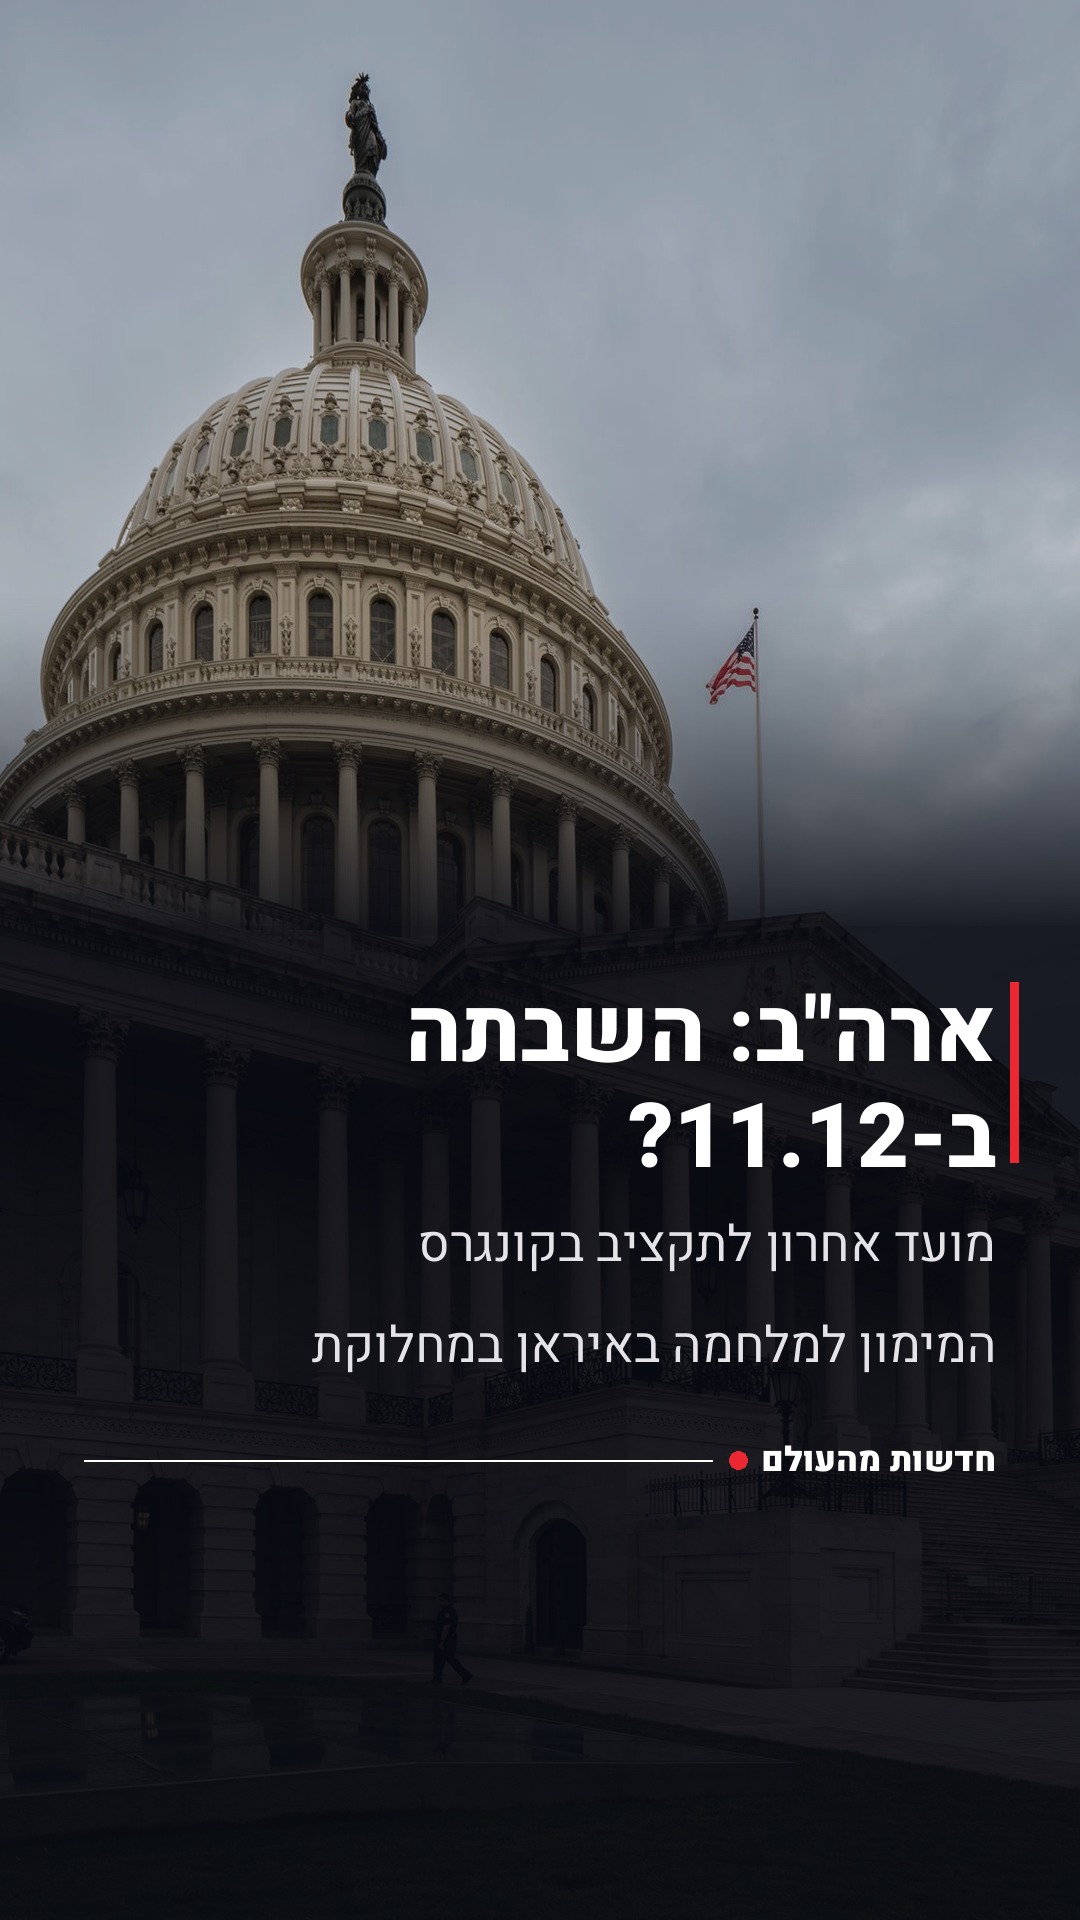 ארה"ב: השבתה
ב-11.12?
מועד אחרון לתקציב בקונגרס
המימון למלחמה באיראן במחלוקת
חדשות מהעולם